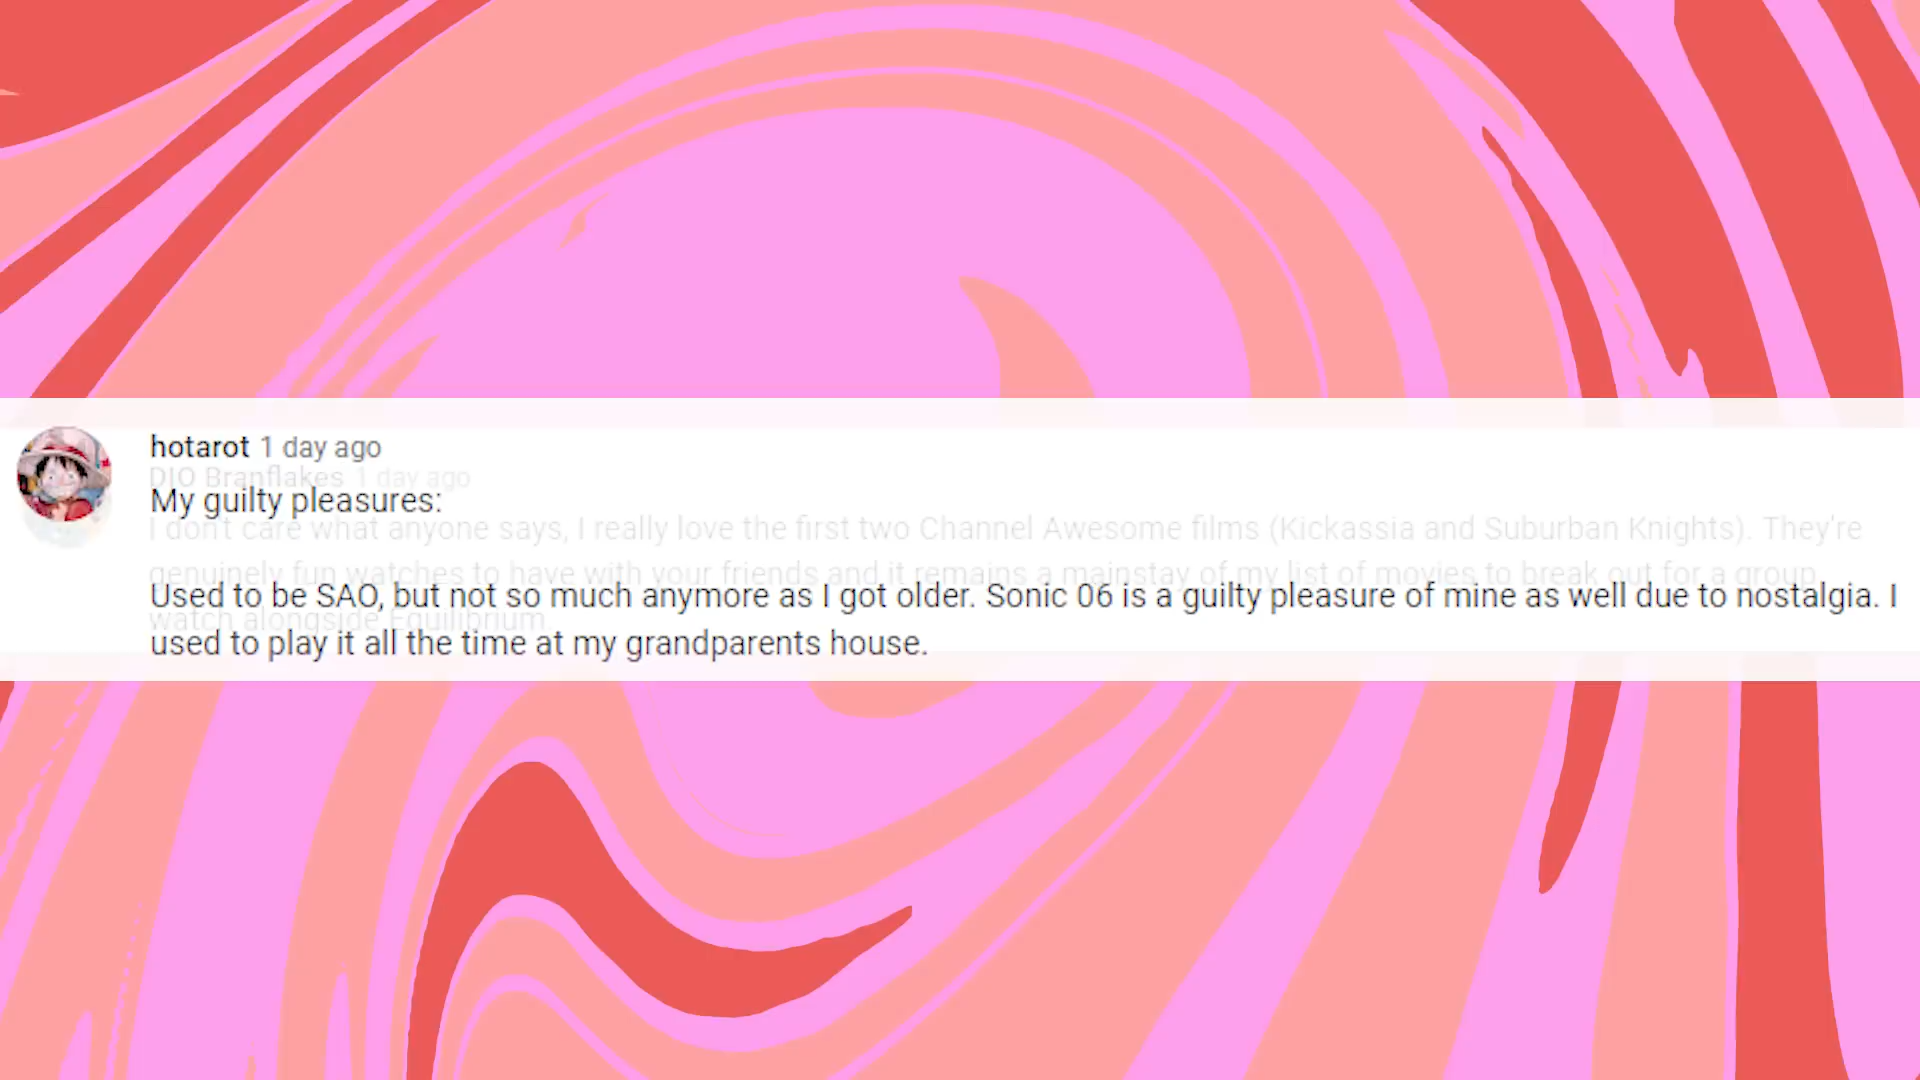 hotarot 1 day ago
DIO Branflakes 1 day ago
My guilty pleasures:
I don't care what anyone says, I really love the first two Channel Awesome films (Kickassia and Suburban Knights). They're
genuinely fun watches to have with your friends and it remains a mainstay of my list of movies to break out for a group
Used to be SAO, but not so much anymore as I got older. Sonic 06 is a guilty pleasure of mine as well due to nostalgia. I
watch alongside Equilibrium
used to play it all the time at my grandparents house.